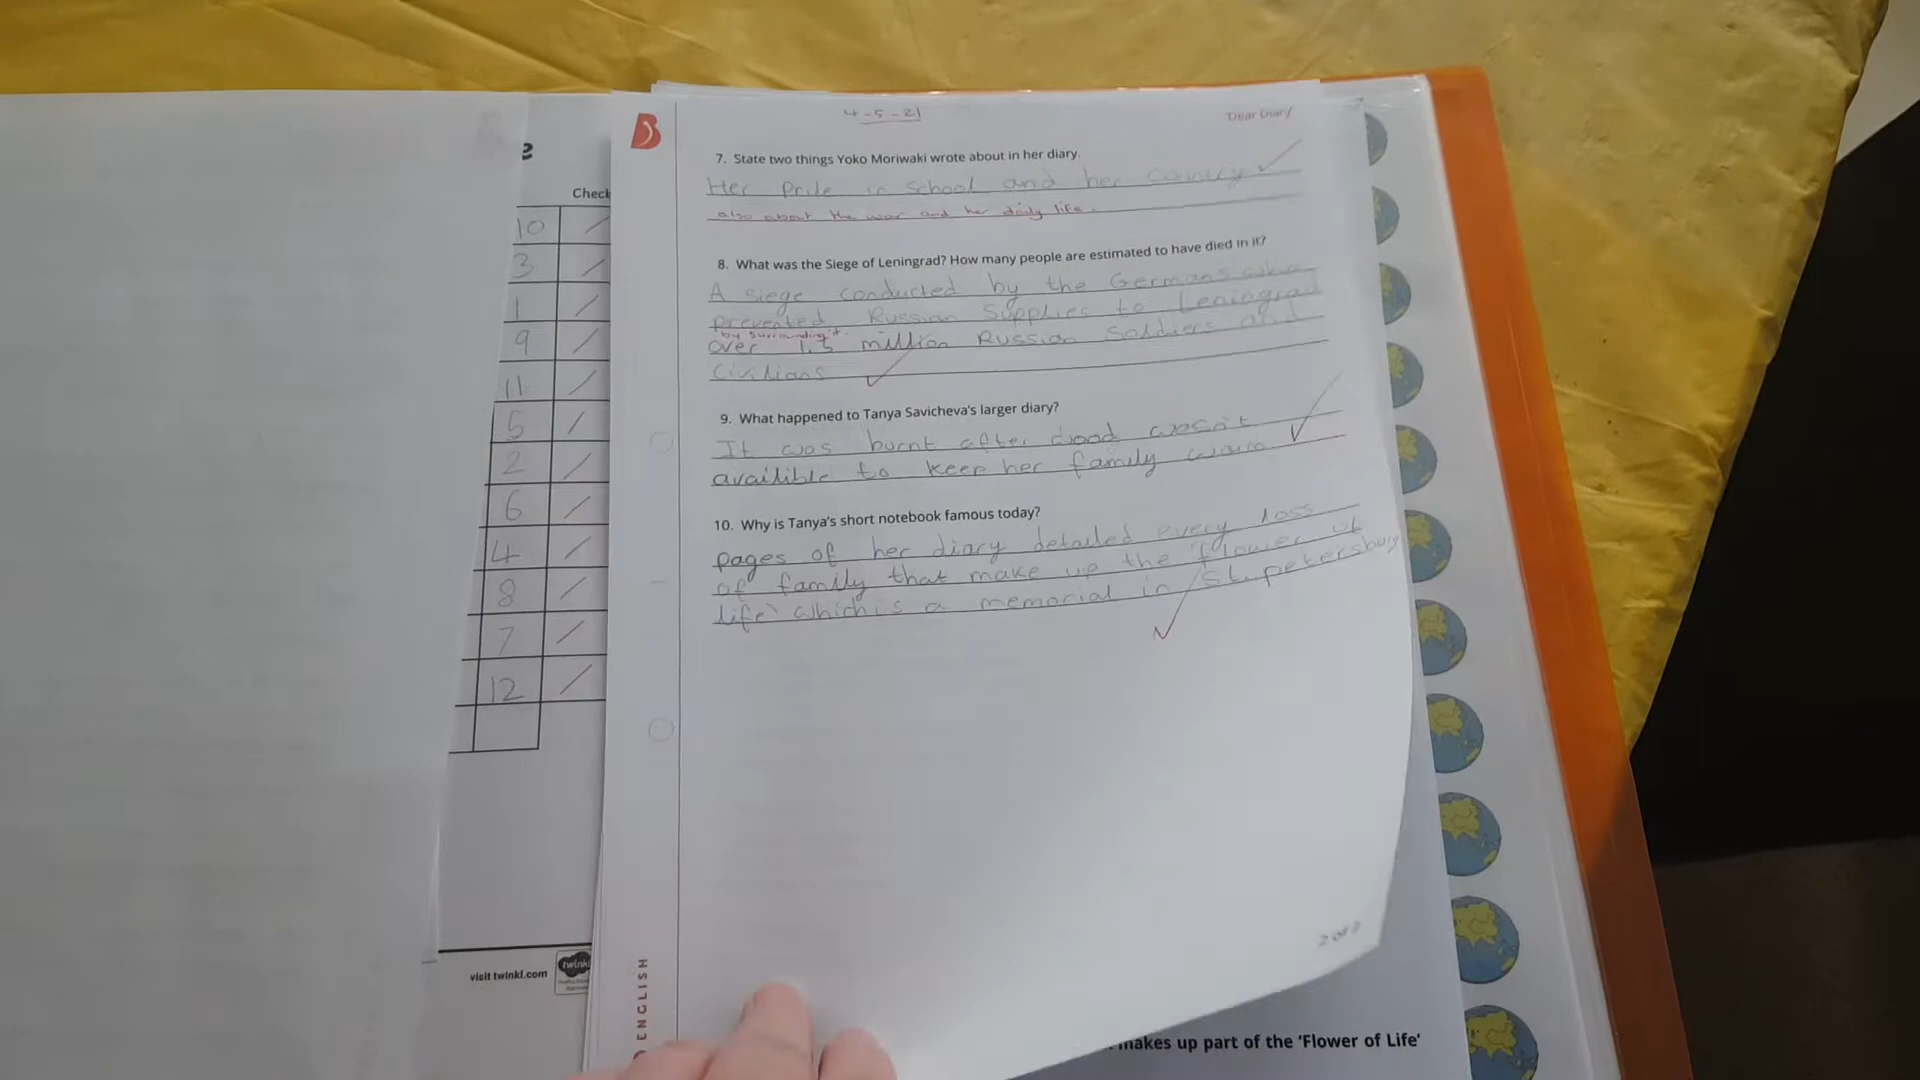 4-5-21
Dear Diary
7. State two things Yoko Moriwaki wrote about in her diary.
Her Pride in School and her Country
also about the war and her daily life.
8. What was the Siege of Leningrad? How many people are estimated to have died in it?
A siege conducted by the Germans who
prevented Russian Supplies to Leningrad
by surrounding it.
over 1.5 million Russian Soldiers and
Civilians
9. What happened to Tanya Savicheva's larger diary?
It was burnt after wood wasn't
availible to keep her family warm
10. Why is Tanya's short notebook famous today?
pages of her diary detailed every loss
of family that make up the 'flower of
life' which is a memorial in St. petersburg
2 of 2
ENGLISH
Check
10
3
1
9
11
5
2
6
4
8
7
12
visit twinkl.com
twinkl
makes up part of the 'Flower of Life'